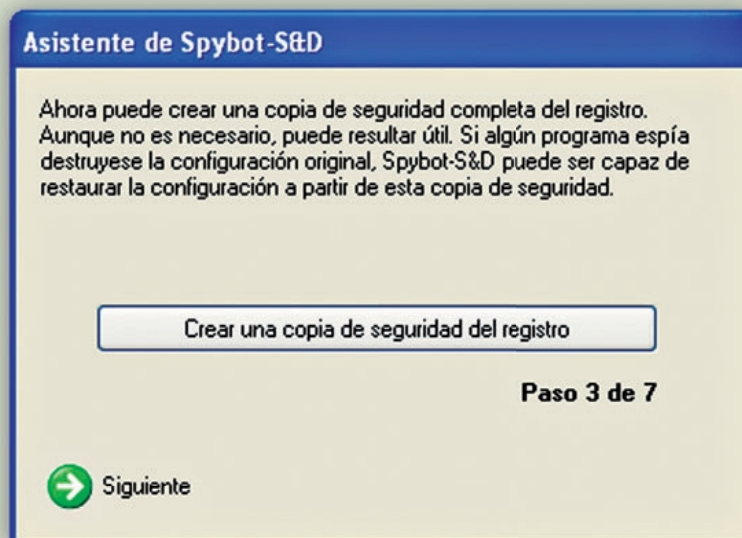 Asistente de Spybot-S&D
Ahora puede crear una copia de seguridad completa del registro.
Aunque no es necesario, puede resultar útil. Si algún programa espía
destruyese la configuración original, Spybot-S&D puede ser capaz de
restaurar la configuración a partir de esta copia de seguridad.
Crear una copia de seguridad del registro
Paso 3 de 7
Siguiente